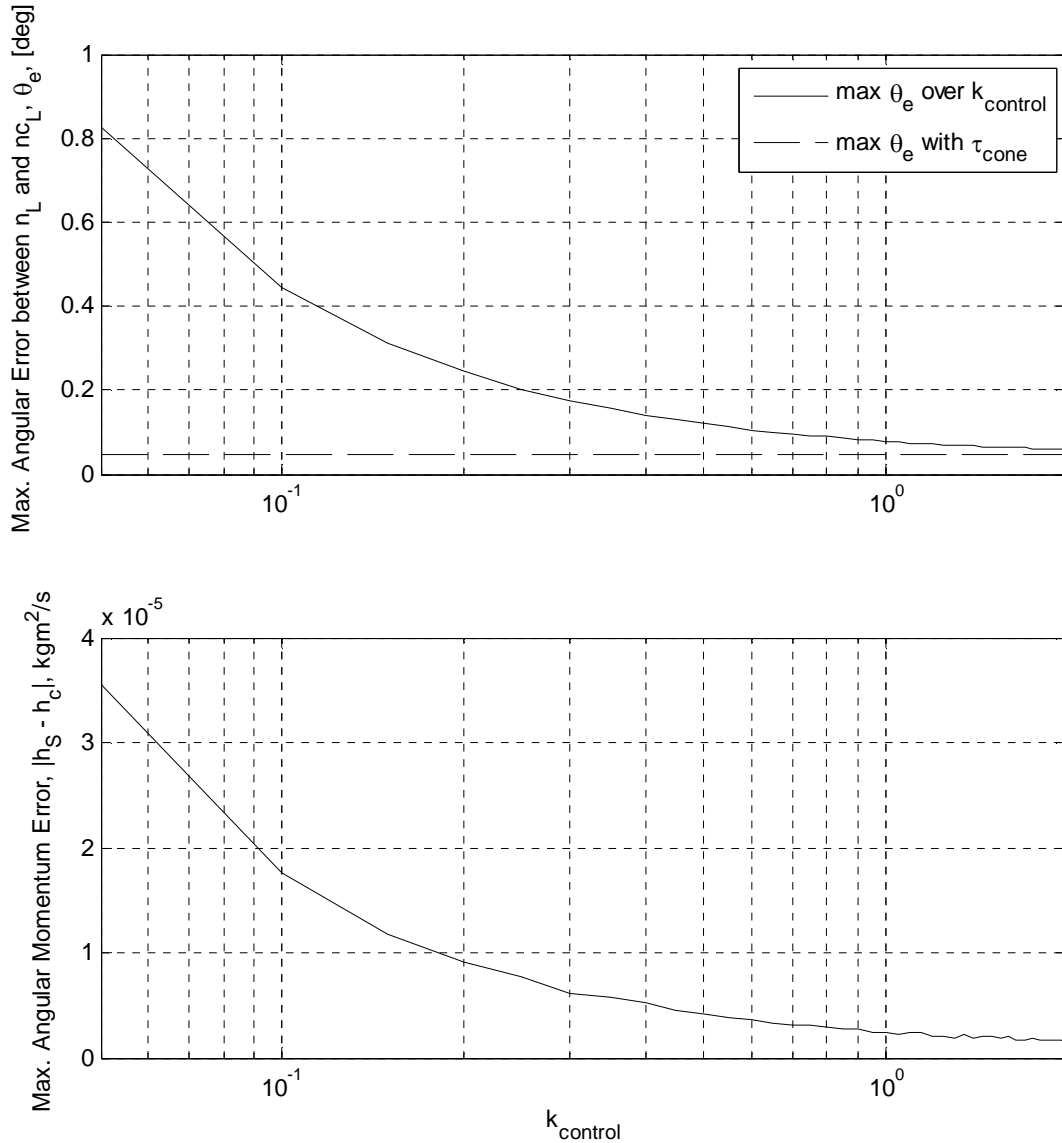 Max. Angular Error between n_L and nc_L, θ_e, [deg]
1
0.8
0.6
0.4
0.2
0
max θ_e over k_control
max θ_e with τ_cone
10^-1
10^0
Max. Angular Momentum Error, |h_S - h_c|, kgm^2/s
x 10^-5
4
3
2
1
0
10^-1
10^0
k_control